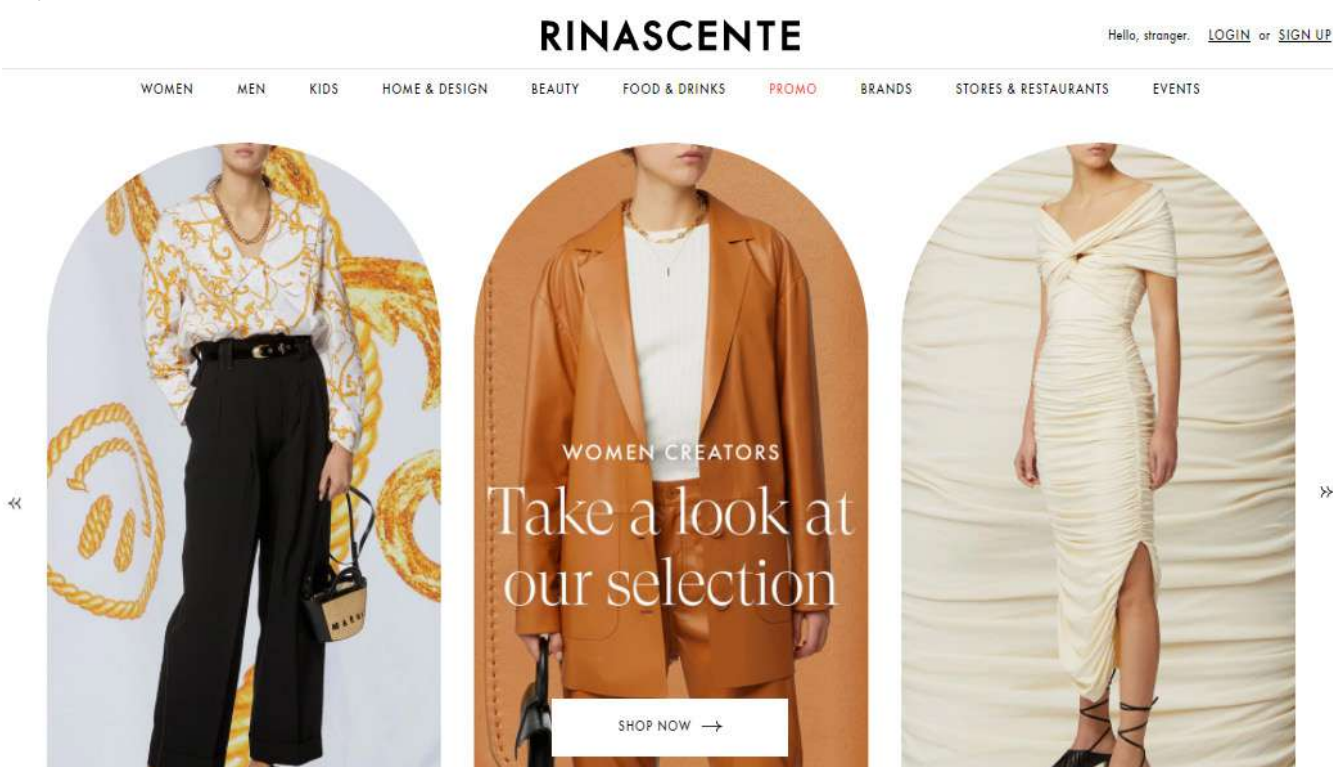 RINASCENTE
Hello, stranger. LOGIN or SIGN UP
WOMEN MEN KIDS HOME & DESIGN BEAUTY FOOD & DRINKS PROMO BRANDS STORES & RESTAURANTS EVENTS
WOMEN CREATORS
Take a look at
our selection
SHOP NOW →